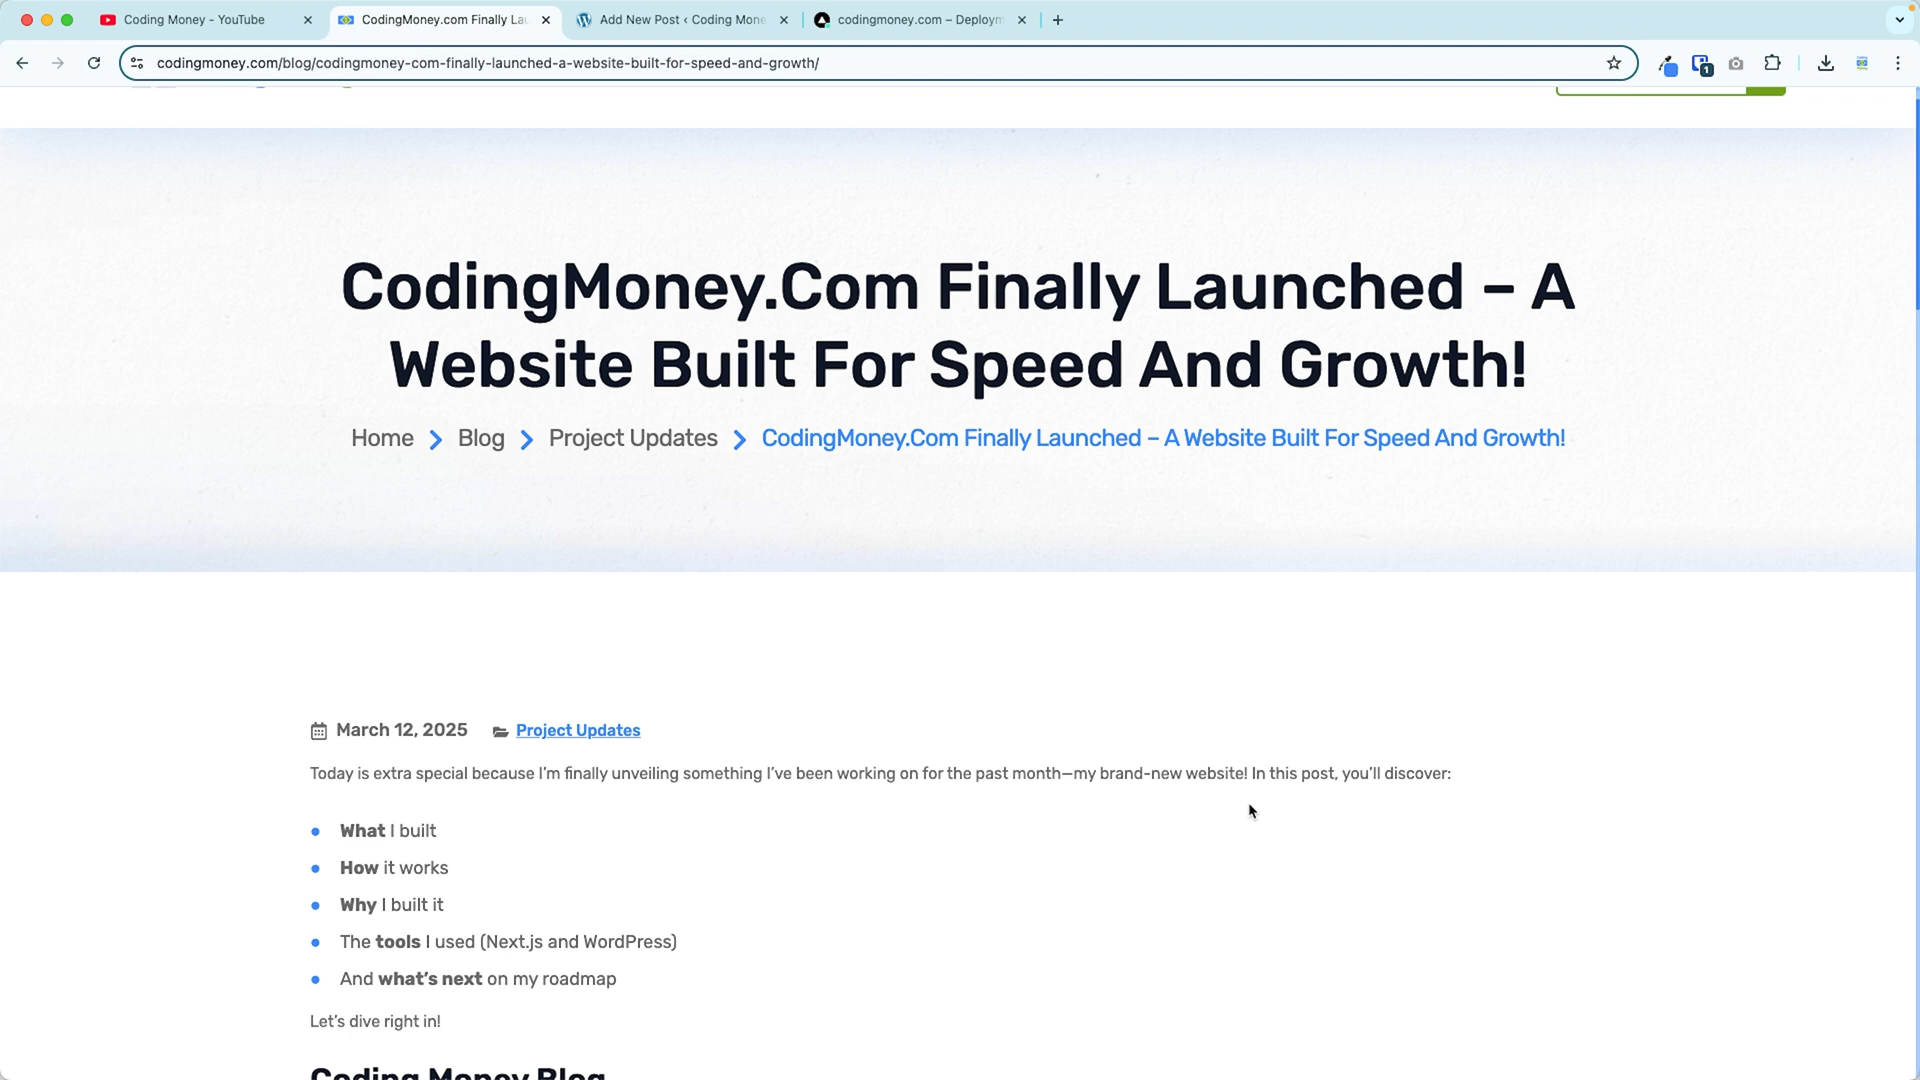 Coding Money - YouTube
CodingMoney.com Finally La
Add New Post ‹ Coding Mone
codingmoney.com – Deploym
codingmoney.com/blog/codingmoney-com-finally-launched-a-website-built-for-speed-and-growth/
1
CodingMoney.Com Finally Launched – A
Website Built For Speed And Growth!
Home
Blog
Project Updates
CodingMoney.Com Finally Launched – A Website Built For Speed And Growth!
March 12, 2025
Project Updates
Today is extra special because I’m finally unveiling something I’ve been working on for the past month—my brand-new website! In this post, you’ll discover:
What I built
How it works
Why I built it
The tools I used (Next.js and WordPress)
And what’s next on my roadmap
Let’s dive right in!
Coding Money Blog